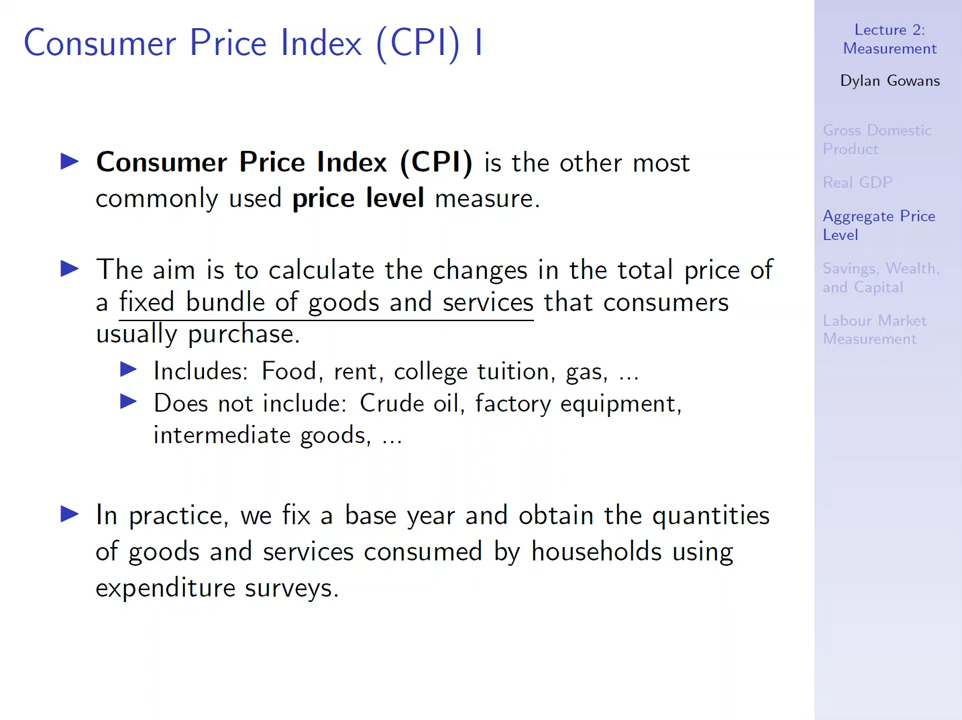 Consumer Price Index (CPI) I
Consumer Price Index (CPI) is the other most
commonly used price level measure.
The aim is to calculate the changes in the total price of
a fixed bundle of goods and services that consumers
usually purchase.
Includes: Food, rent, college tuition, gas, ...
Does not include: Crude oil, factory equipment,
intermediate goods, ...
In practice, we fix a base year and obtain the quantities
of goods and services consumed by households using
expenditure surveys.
Lecture 2:
Measurement
Dylan Gowans
Gross Domestic
Product
Real GDP
Aggregate Price
Level
Savings, Wealth,
and Capital
Labour Market
Measurement